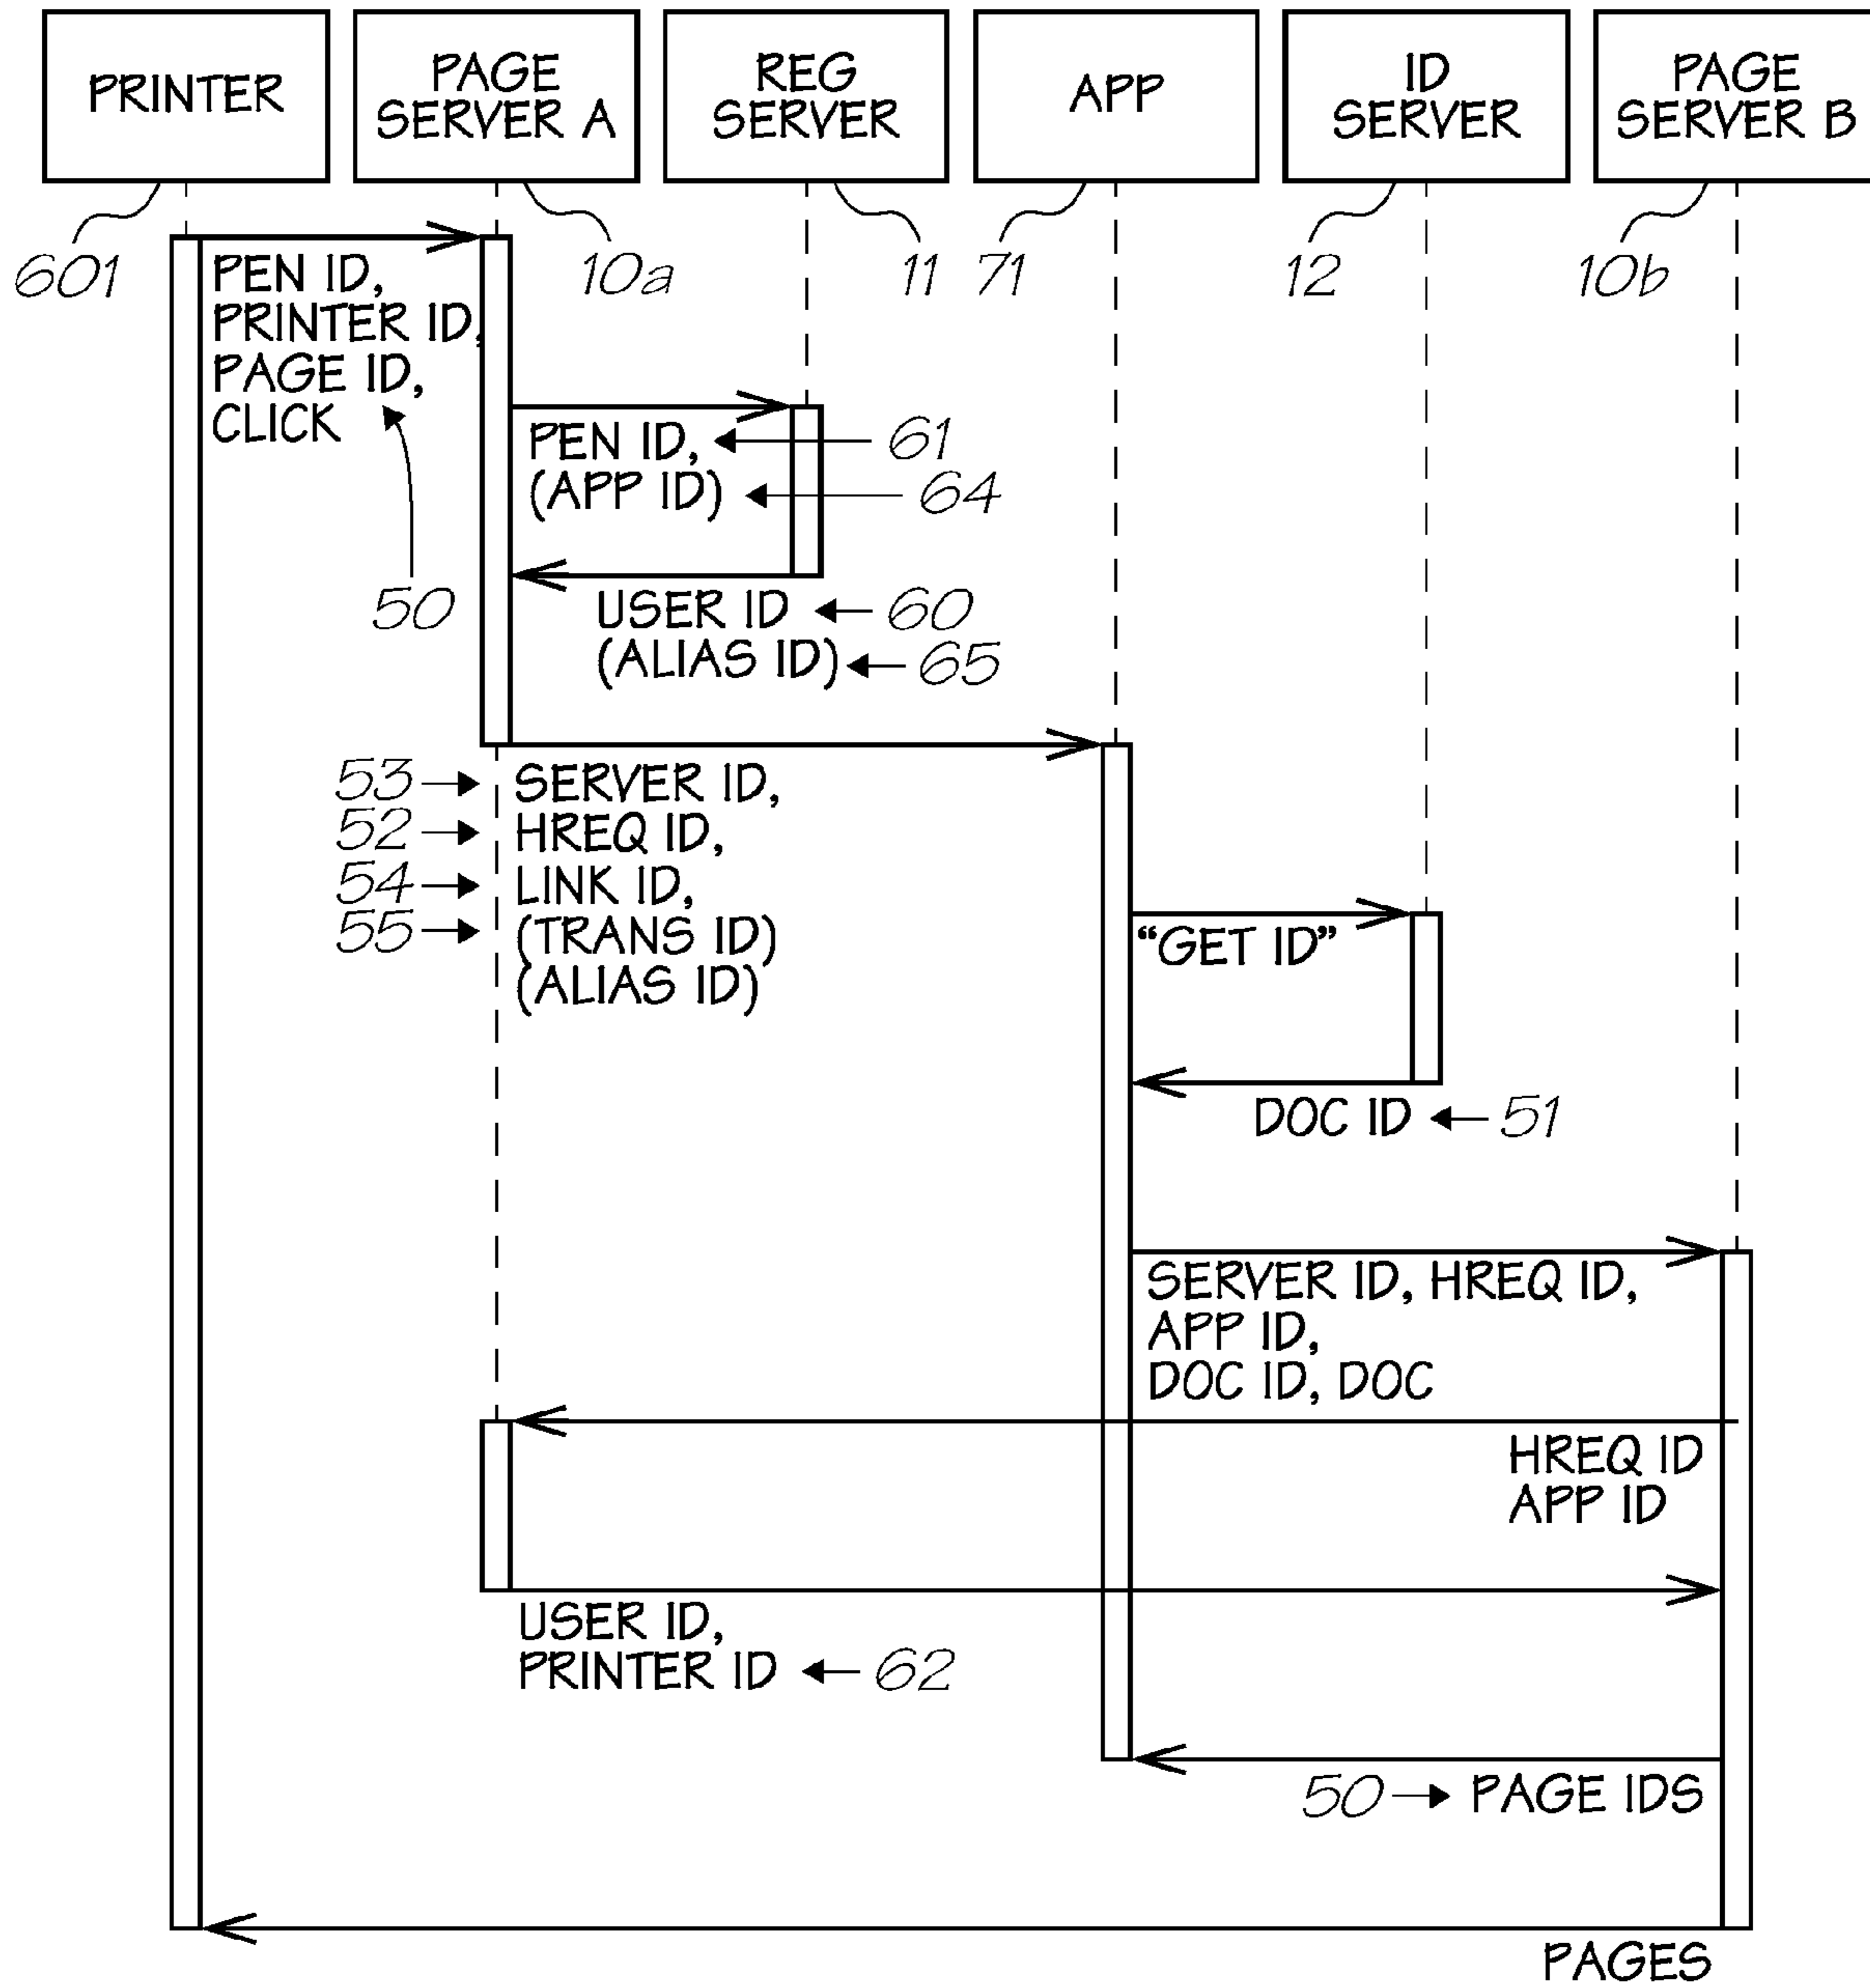 PRINTER
PAGE
SERVER A
REG
SERVER
APP
ID
SERVER
PAGE
SERVER B
601
10a
11
71
12
10b
PEN ID,
PRINTER ID,
PAGE ID,
CLICK
50
PEN ID,
61
(APP ID)
64
USER ID
60
(ALIAS ID)
65
53
SERVER ID,
52
HREQ ID,
54
LINK ID,
55
(TRANS ID)
(ALIAS ID)
“GET ID”
DOC ID
51
SERVER ID, HREQ ID,
APP ID,
DOC ID, DOC
HREQ ID
APP ID
USER ID,
PRINTER ID
62
50
PAGE IDS
PAGES